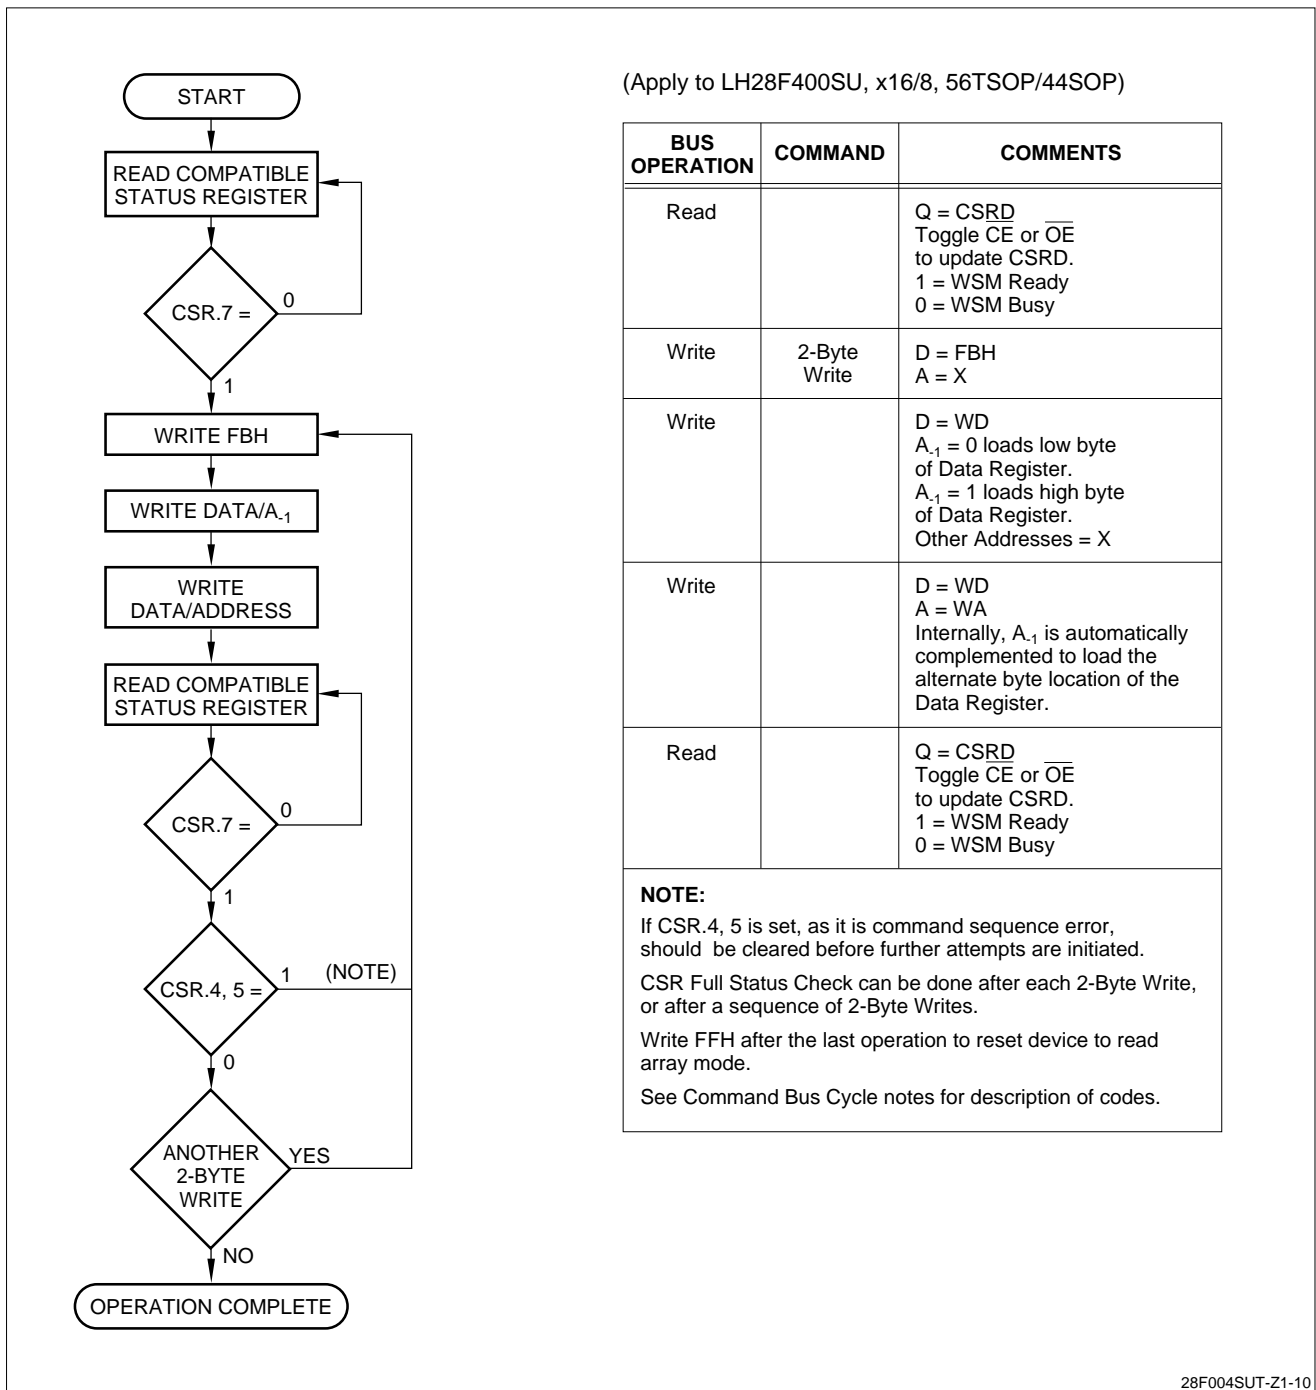 START
READ COMPATIBLE
STATUS REGISTER
CSR.7 =
0
1
WRITE FBH
WRITE DATA/A-1
WRITE
DATA/ADDRESS
READ COMPATIBLE
STATUS REGISTER
CSR.7 =
0
1
CSR.4, 5 =
1
(NOTE)
0
ANOTHER
2-BYTE
WRITE
YES
NO
OPERATION COMPLETE
(Apply to LH28F400SU, x16/8, 56TSOP/44SOP)
BUS
OPERATION
COMMAND
COMMENTS
Read
Q = CSRD
Toggle C̅E̅ or O̅E̅
to update CSRD.
1 = WSM Ready
0 = WSM Busy
Write
2-Byte
Write
D = FBH
A = X
Write
D = WD
A-1 = 0 loads low byte
of Data Register.
A-1 = 1 loads high byte
of Data Register.
Other Addresses = X
Write
D = WD
A = WA
Internally, A-1 is automatically
complemented to load the
alternate byte location of the
Data Register.
Read
Q = CSRD
Toggle C̅E̅ or O̅E̅
to update CSRD.
1 = WSM Ready
0 = WSM Busy
NOTE:
If CSR.4, 5 is set, as it is command sequence error,
should be cleared before further attempts are initiated.
CSR Full Status Check can be done after each 2-Byte Write,
or after a sequence of 2-Byte Writes.
Write FFH after the last operation to reset device to read
array mode.
See Command Bus Cycle notes for description of codes.
28F004SUT-Z1-10